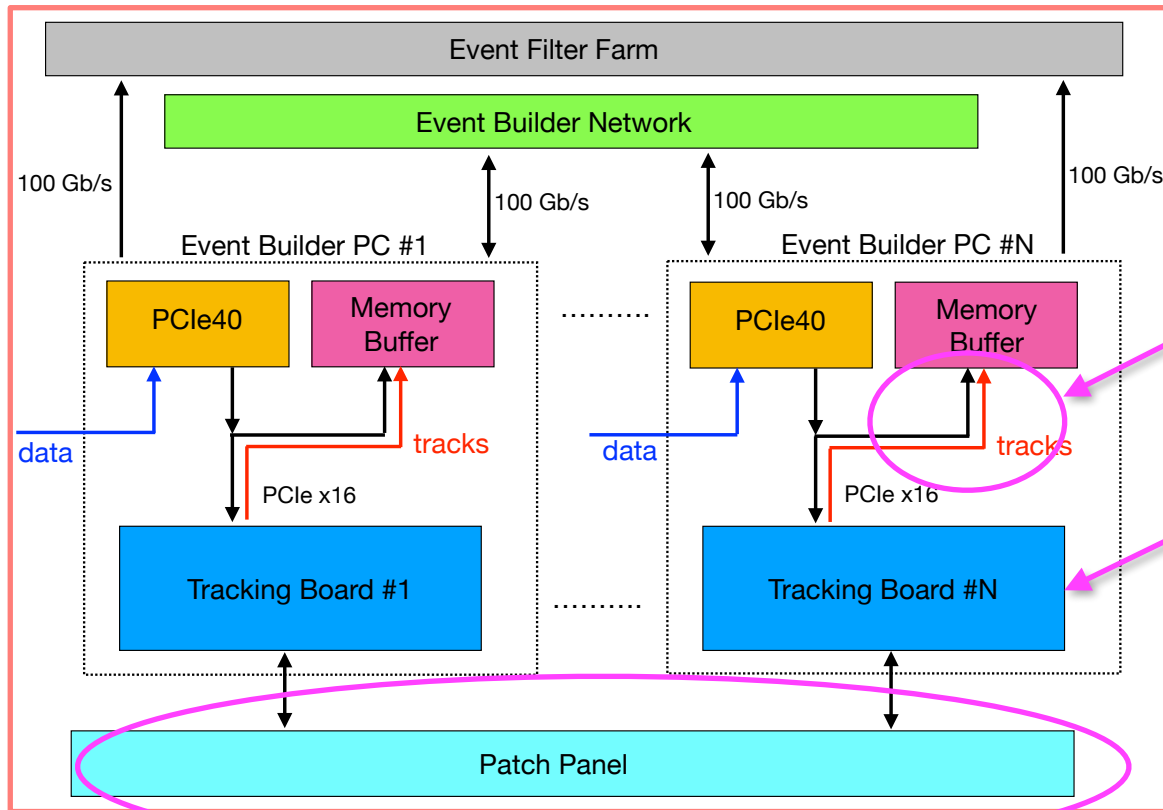 Event Filter Farm
Event Builder Network
100 Gb/s
100 Gb/s
100 Gb/s
100 Gb/s
Event Builder PC #1
Event Builder PC #N
PCIe40
Memory
Buffer
..........
PCIe40
Memory
Buffer
data
tracks
data
tracks
PCIe x16
PCIe x16
Tracking Board #1
..........
Tracking Board #N
Patch Panel